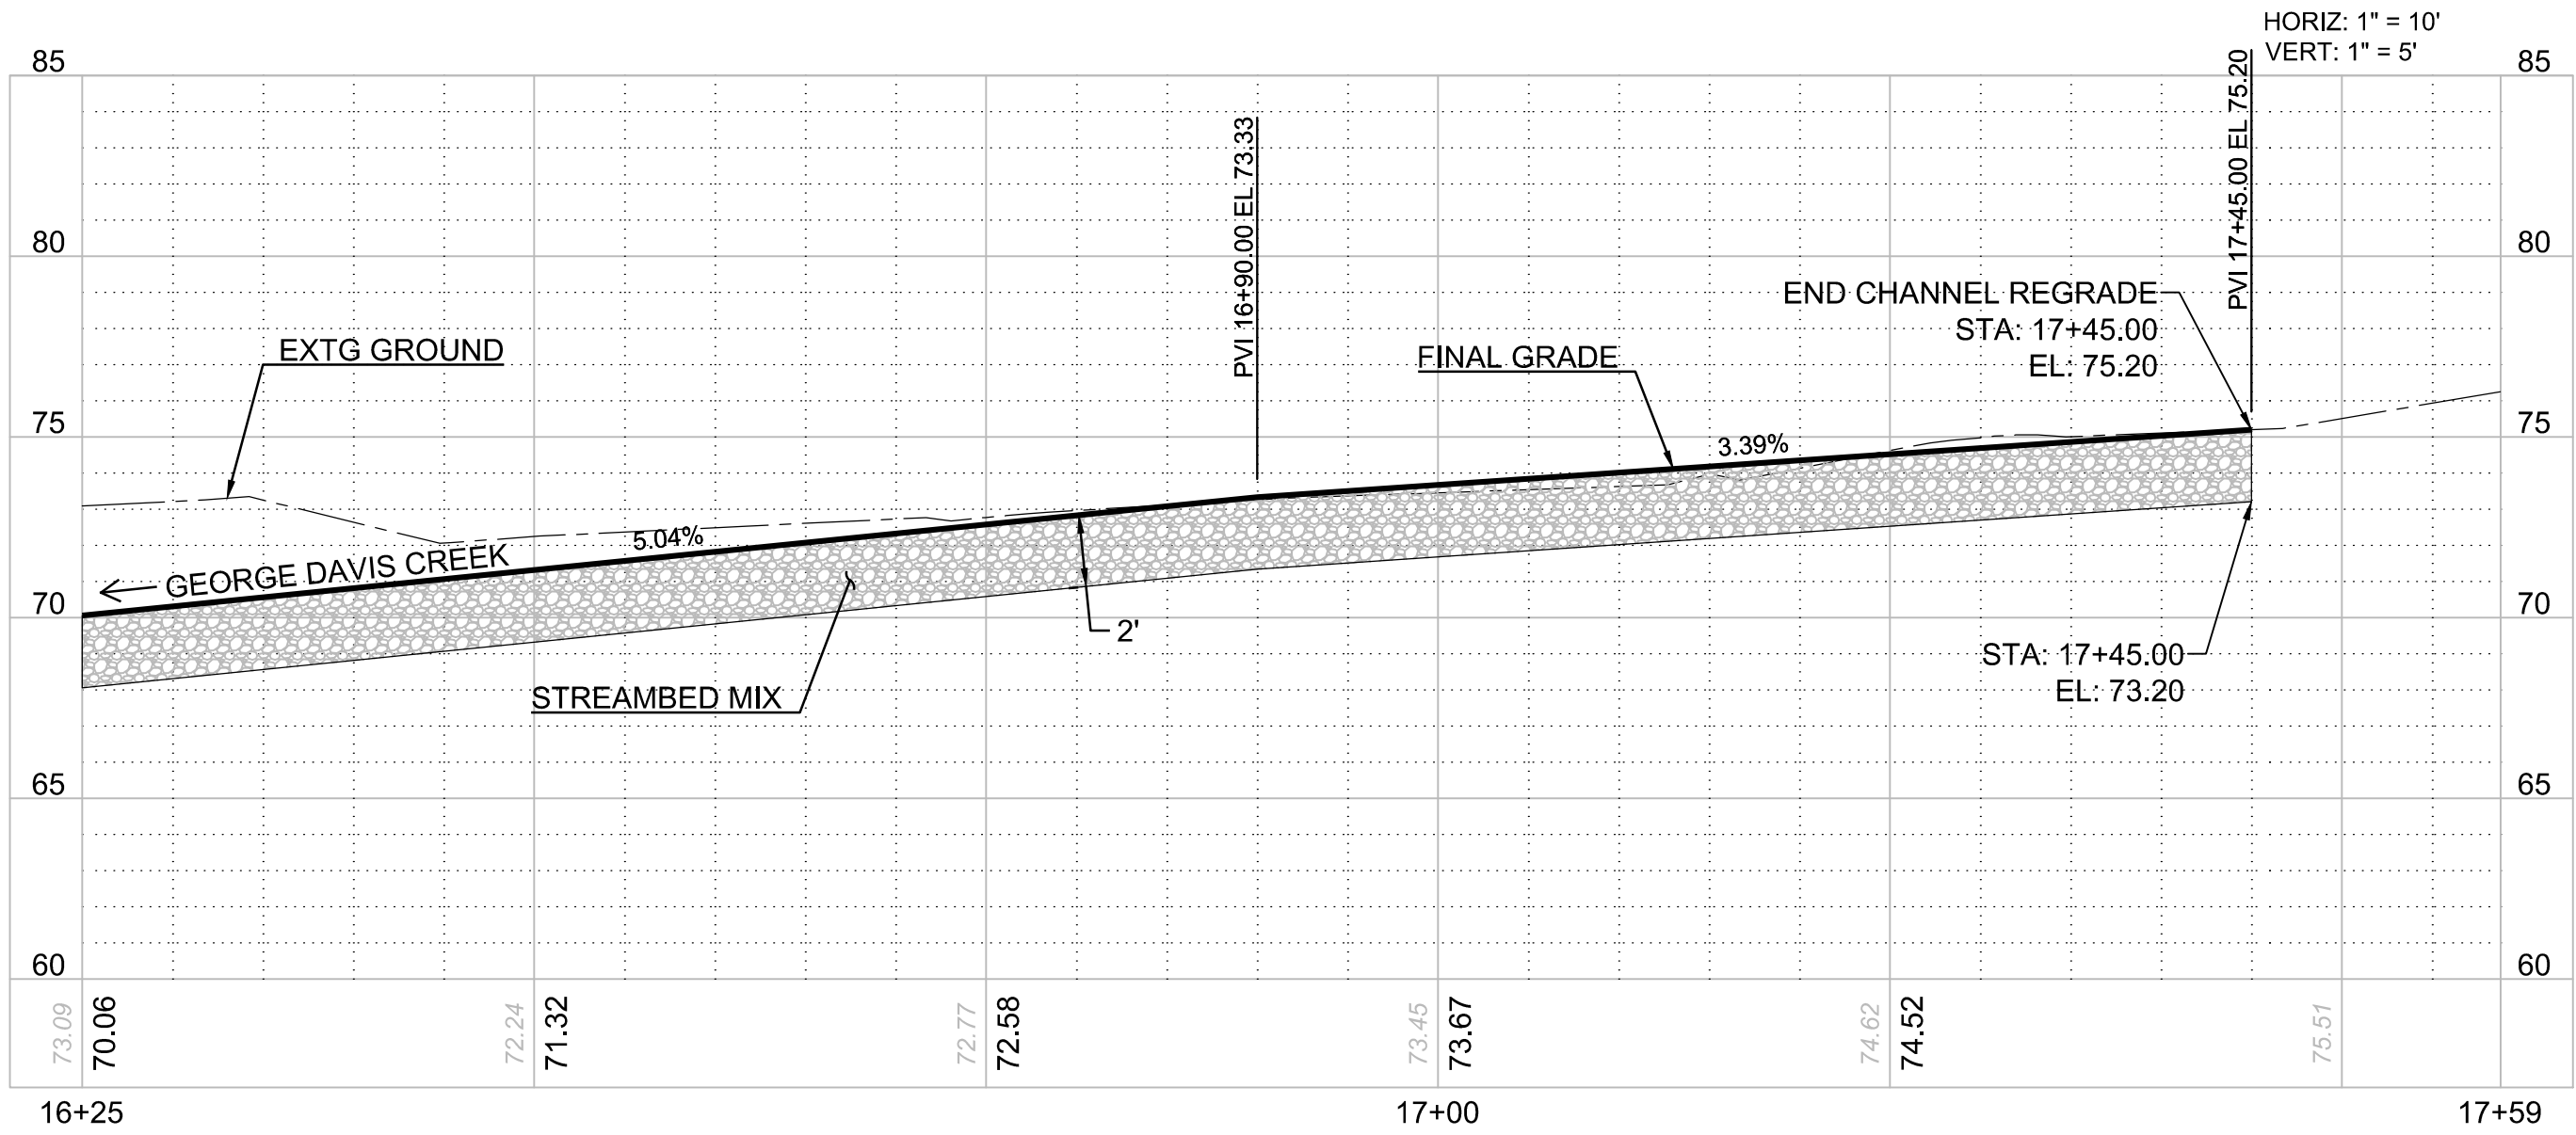 HORIZ: 1" = 10'
VERT: 1" = 5'
85
85
PVI 17+45.00 EL 75.20
PVI 16+90.00 EL 73.33
80
80
END CHANNEL REGRADE
STA: 17+45.00
EL: 75.20
EXTG GROUND
FINAL GRADE
75
75
3.39%
5.04%
GEORGE DAVIS CREEK
70
70
2'
STA: 17+45.00
EL: 73.20
STREAMBED MIX
65
65
60
60
73.09
70.06
72.24
71.32
72.77
72.58
73.45
73.67
74.62
74.52
75.51
16+25
17+00
17+59